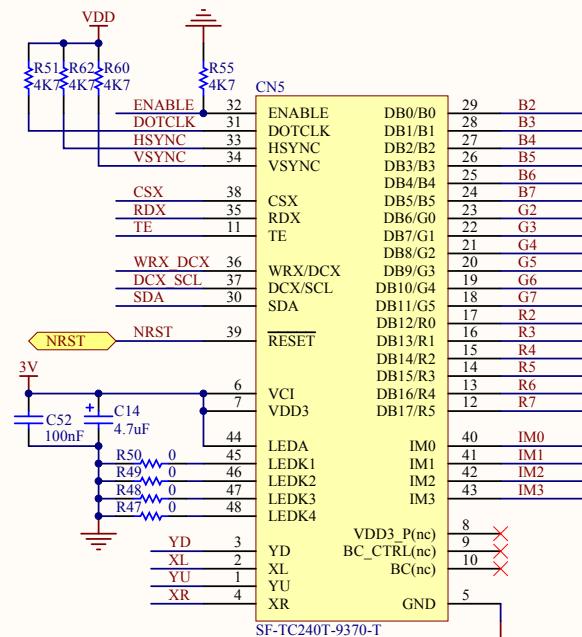 VDD
R51 R62 R60 R55
4K7 4K7 4K7 4K7
CN5
ENABLE 32 ENABLE DB0/B0 29 B2
DOTCLK 31 DOTCLK DB1/B1 28 B3
HSYNC 33 HSYNC DB2/B2 27 B4
VSYNC 34 VSYNC DB3/B3 26 B5
DB4/B4 25 B6
CSX 38 CSX DB5/B5 24 B7
RDX 35 RDX DB6/G0 23 G2
TE 11 TE DB7/G1 22 G3
DB8/G2 21 G4
WRX_DCX 36 WRX/DCX DB9/G3 20 G5
DCX_SCL 37 DCX/SCL DB10/G4 19 G6
SDA 30 SDA DB11/G5 18 G7
DB12/R0 17 R2
NRST NRST 39 RESET DB13/R1 16 R3
DB14/R2 15 R4
3V DB15/R3 14 R5
6 VCI DB16/R4 13 R6
C52 C14 7 VDD3 DB17/R5 12 R7
100nF 4.7uF
44 LEDA IM0 40 IM0
R50 0 45 LEDK1 IM1 41 IM1
R49 0 46 LEDK2 IM2 42 IM2
R48 0 47 LEDK3 IM3 43 IM3
R47 0 48 LEDK4
VDD3_P(nc) 8
YD 3 YD BC_CTRL(nc) 9
XL 2 XL BC(nc) 10
YU 1 YU
XR 4 XR GND 5
SF-TC240T-9370-T